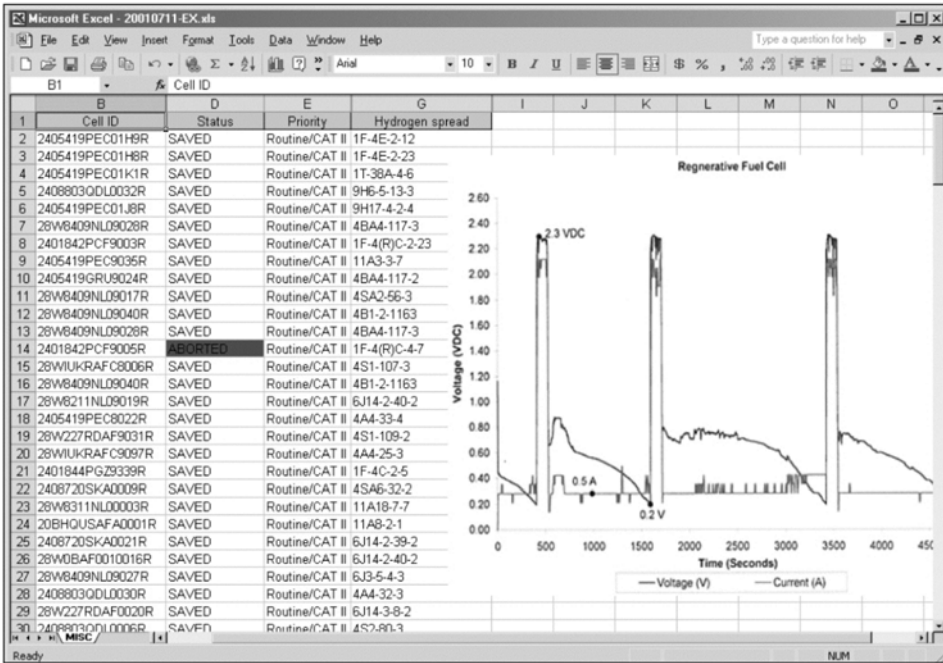 Microsoft Excel - 20010711-EX.xls
File Edit View Insert Format Tools Data Window Help Type a question for help
Arial 10 B I U $ % ,
B1 fx Cell ID
B D E G I J K L M N O
1 Cell ID Status Priority Hydrogen spread
2 2405419PEC01H9R SAVED Routine/CAT II 1F-4E-2-12
3 2405419PEC01H8R SAVED Routine/CAT II 1F-4E-2-23
4 2405419PEC01K1R SAVED Routine/CAT II 1T-38A-4-6
5 2408803QDL0032R SAVED Routine/CAT II 9H6-5-13-3
6 2405419PEC01J8R SAVED Routine/CAT II 9H17-4-2-4
7 28W8409NL09028R SAVED Routine/CAT II 4BA4-117-3
8 2401842PCF9003R SAVED Routine/CAT II 1F-4(R)C-2-23
9 2405419PEC9035R SAVED Routine/CAT II 11A3-3-7
10 2405419GRU9024R SAVED Routine/CAT II 4BA4-117-2
11 28W8409NL09017R SAVED Routine/CAT II 4SA2-56-3
12 28W8409NL09040R SAVED Routine/CAT II 4B1-2-1163
13 28W8409NL09028R SAVED Routine/CAT II 4BA4-117-3
14 2401842PCF9005R ABORTED Routine/CAT II 1F-4(R)C-4-7
15 28WIUKRAFC8006R SAVED Routine/CAT II 4S1-107-3
16 28W8409NL09040R SAVED Routine/CAT II 4B1-2-1163
17 28W8211NL09019R SAVED Routine/CAT II 6J14-2-40-2
18 2405419PEC8022R SAVED Routine/CAT II 4A4-33-4
19 28W227RDAF9031R SAVED Routine/CAT II 4S1-109-2
20 28WIUKRAFC9097R SAVED Routine/CAT II 4A4-25-3
21 2401844PGZ9339R SAVED Routine/CAT II 1F-4C-2-5
22 2408720SKA0009R SAVED Routine/CAT II 4SA6-32-2
23 28W8311NL00003R SAVED Routine/CAT II 11A18-7-7
24 20BHQUSAFA0001R SAVED Routine/CAT II 11A8-2-1
25 2408720SKA0021R SAVED Routine/CAT II 6J14-2-39-2
26 28W0BAF0010016R SAVED Routine/CAT II 6J14-2-40-2
27 28W8409NL09027R SAVED Routine/CAT II 6J3-5-4-3
28 2408803QDL0030R SAVED Routine/CAT II 4A4-32-3
29 28W227RDAF0020R SAVED Routine/CAT II 6J14-3-8-2
30 2408803QDL0006R SAVED Routine/CAT II 4S2-80-3
Regnerative Fuel Cell
Voltage (VDC)
2.60
2.40
2.20
2.00
1.80
1.60
1.40
1.20
1.00
0.80
0.60
0.40
0.20
0.00
2.3 VDC
0.5 A
0.2 V
0 500 1000 1500 2000 2500 3000 3500 4000 450
Time (Seconds)
Voltage (V) Current (A)
MISC
Ready NUM